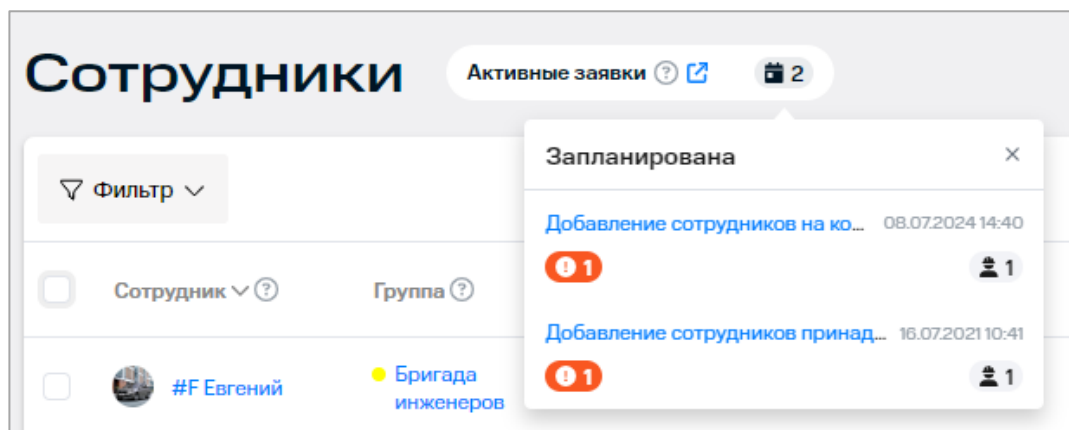 Сотрудники
Активные заявки ? 2
Запланирована ×
Фильтр
Добавление сотрудников на ко... 08.07.2024 14:40
! 1 1
Сотрудник ? Группа ?
Добавление сотрудников принад... 16.07.2021 10:41
! 1 1
#F Евгений
Бригада
инженеров